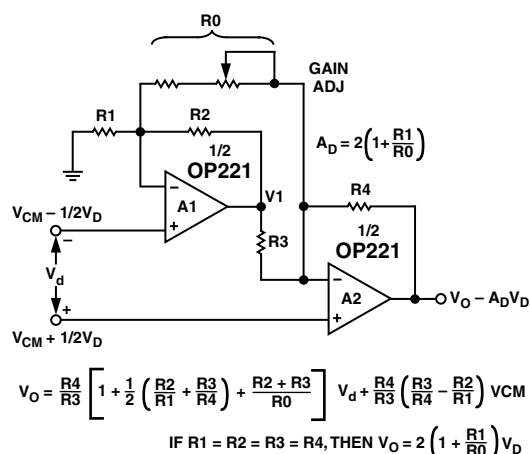 R0
GAIN
ADJ
R1
R2
A_D = 2(1+R1/R0)
1/2
OP221
R4
V_CM – 1/2V_D
–
A1
+
V1
R3
1/2
OP221
V_d
–
A2
+
V_O – A_DV_D
+
V_CM + 1/2V_D
V_O = R4/R3 [1 + 1/2 (R2/R1 + R3/R4) + R2 + R3/R0] V_d + R4/R3 (R3/R4 – R2/R1) VCM
IF R1 = R2 = R3 = R4, THEN V_O = 2 (1 + R1/R0) V_D
–